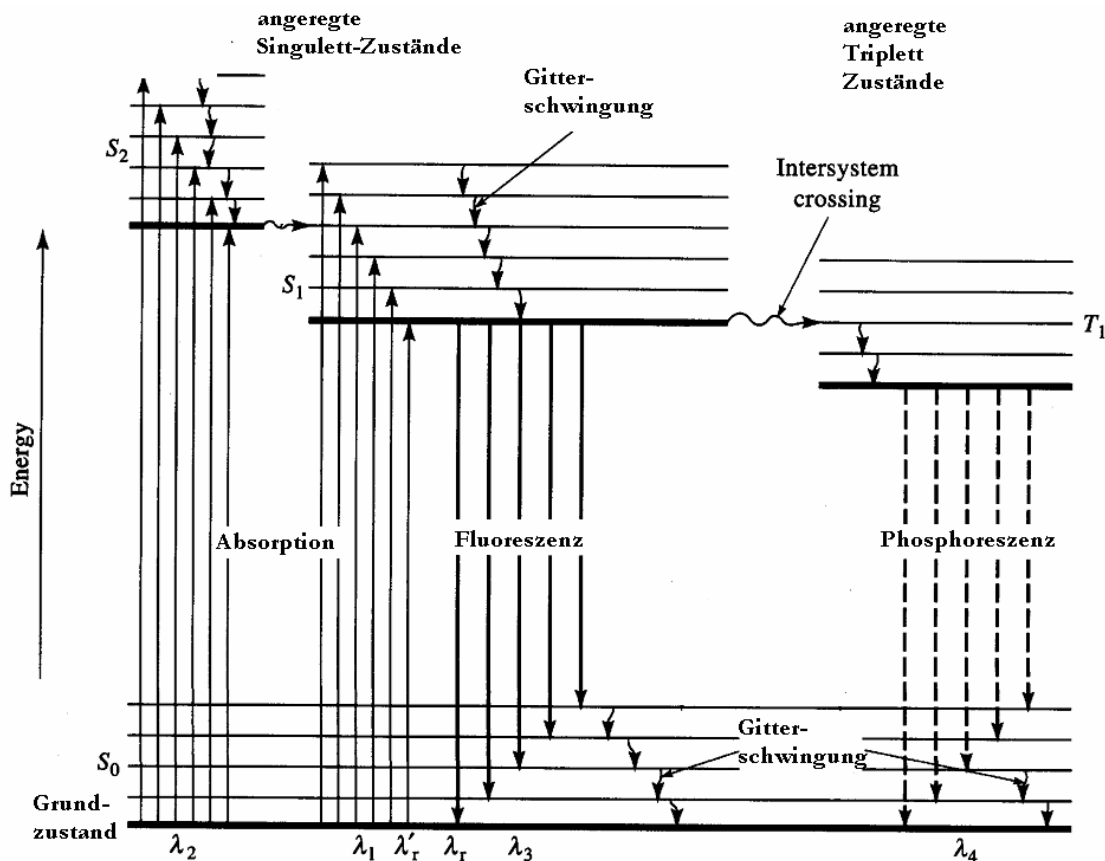 angeregte
Singulett-Zustände
angeregte
Triplett
Zustände
Gitter-
schwingung
S₂
Intersystem
crossing
S₁
T₁
Energy
Absorption
Fluoreszenz
Phosphoreszenz
Gitter-
schwingung
S₀
Grund-
zustand
λ₂ λ₁ λ′ᵣ λᵣ λ₃ λ₄